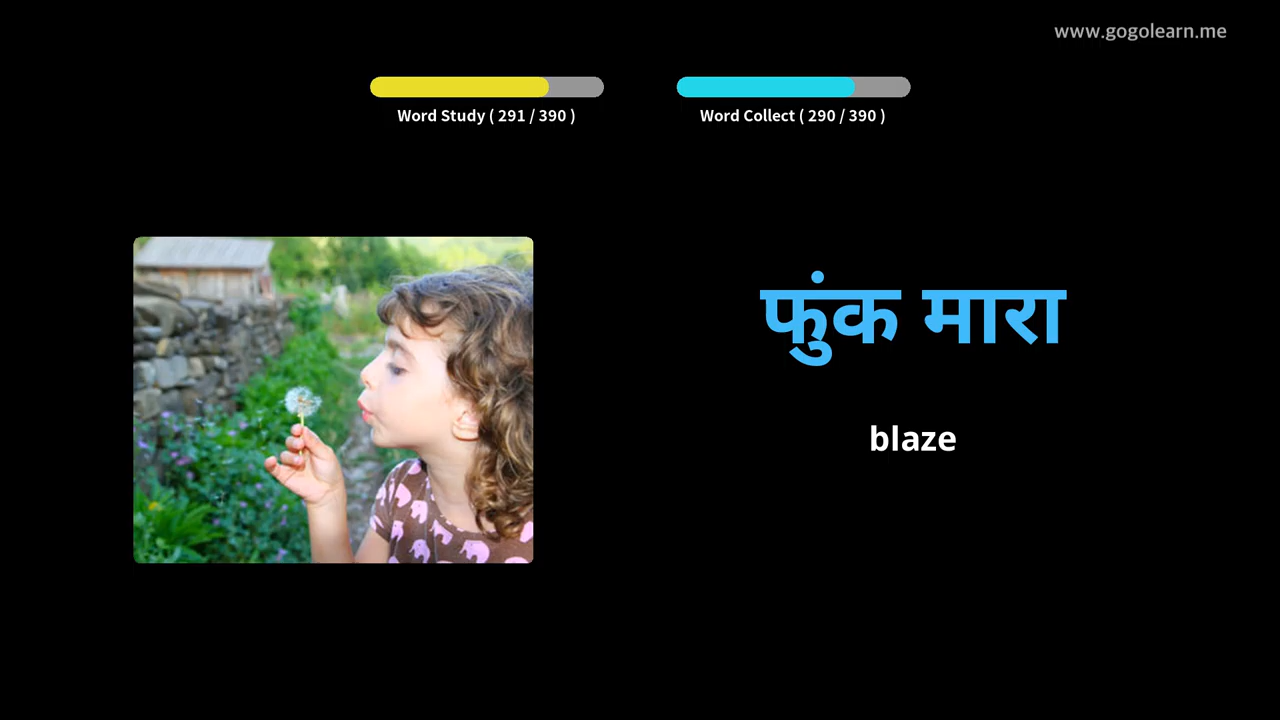 www.gogolearn.me
Word Study ( 291 / 390 )
Word Collect ( 290 / 390 )
फुंक मारा
blaze